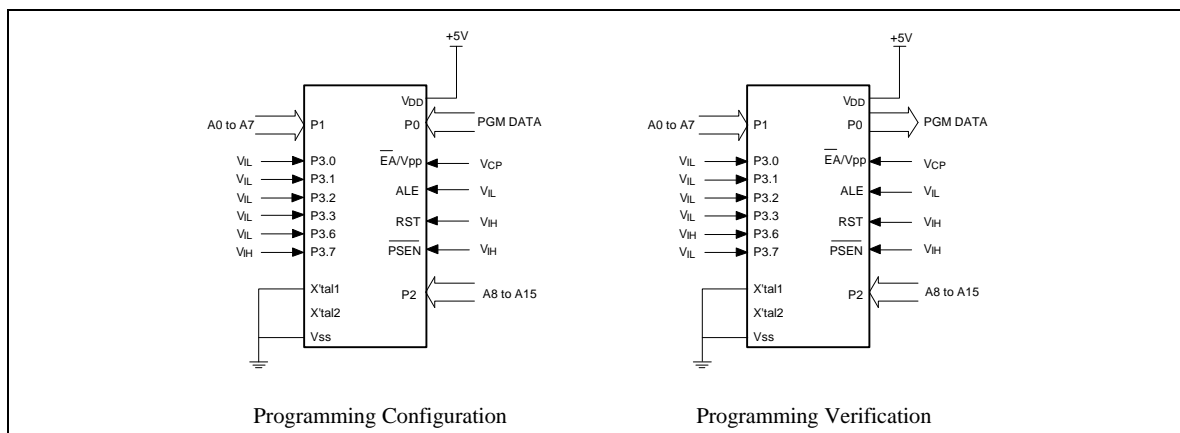 +5V
VDD
A0 to A7
P1
P0
PGM DATA
VIL
P3.0
EA/Vpp
VCP
VIL
P3.1
VIL
P3.2
ALE
VIL
VIL
P3.3
RST
VIH
VIL
P3.6
VIH
P3.7
PSEN
VIH
X'tal1
P2
A8 to A15
X'tal2
Vss
Programming Configuration
+5V
VDD
A0 to A7
P1
P0
PGM DATA
VIL
P3.0
EA/Vpp
VCP
VIL
P3.1
VIL
P3.2
ALE
VIL
VIL
P3.3
RST
VIH
VIH
P3.6
VIL
P3.7
PSEN
VIH
X'tal1
P2
A8 to A15
X'tal2
Vss
Programming Verification